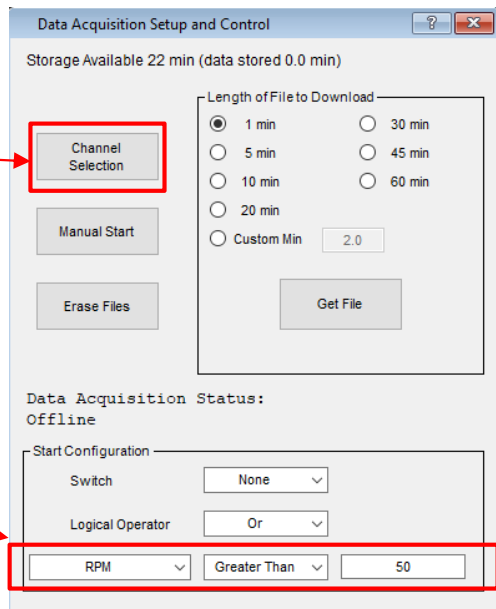 Data Acquisition Setup and Control
?
Storage Available 22 min (data stored 0.0 min)
Channel
Selection
Manual Start
Erase Files
Length of File to Download
1 min
30 min
5 min
45 min
10 min
60 min
20 min
Custom Min 2.0
Get File
Data Acquisition Status:
Offline
Start Configuration
Switch None
Logical Operator Or
RPM Greater Than 50